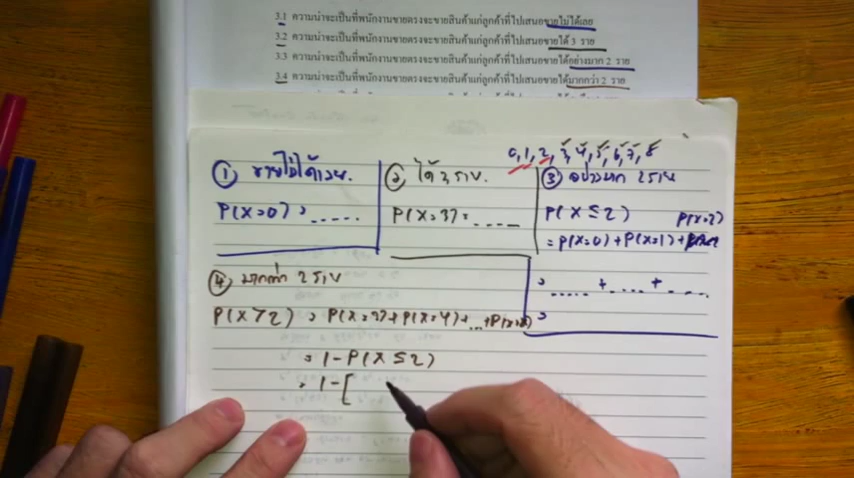 3.1 ความน่าจะเป็นที่พนักงานขายตรงจะขายสินค้าแก่ลูกค้าที่ไปเสนอขายไม่ได้เลย
3.2 ความน่าจะเป็นที่พนักงานขายตรงจะขายสินค้าแก่ลูกค้าที่ไปเสนอขายได้ 3 ราย
3.3 ความน่าจะเป็นที่พนักงานขายตรงจะขายสินค้าแก่ลูกค้าที่ไปเสนอขายได้อย่างมาก 2 ราย
3.4 ความน่าจะเป็นที่พนักงานขายตรงจะขายสินค้าแก่ลูกค้าที่ไปเสนอขายได้มากกว่า 2 ราย
0,1,2,3,4,5,6,7,8
① ขายไม่ได้เลย.
P(X=0) = ......
② ได้ 3 ราย.
P(X=3) = ....
③ อย่างมาก 2 ราย
P(X≤2)
= P(X=0) + P(X=1) + P(X=2)
= ..... + .... + ....
=
④ มากกว่า 2 ราย
P(X>2) = P(X=3)+P(X=4)+...+P(X=8)
= 1-P(X≤2)
= 1-[